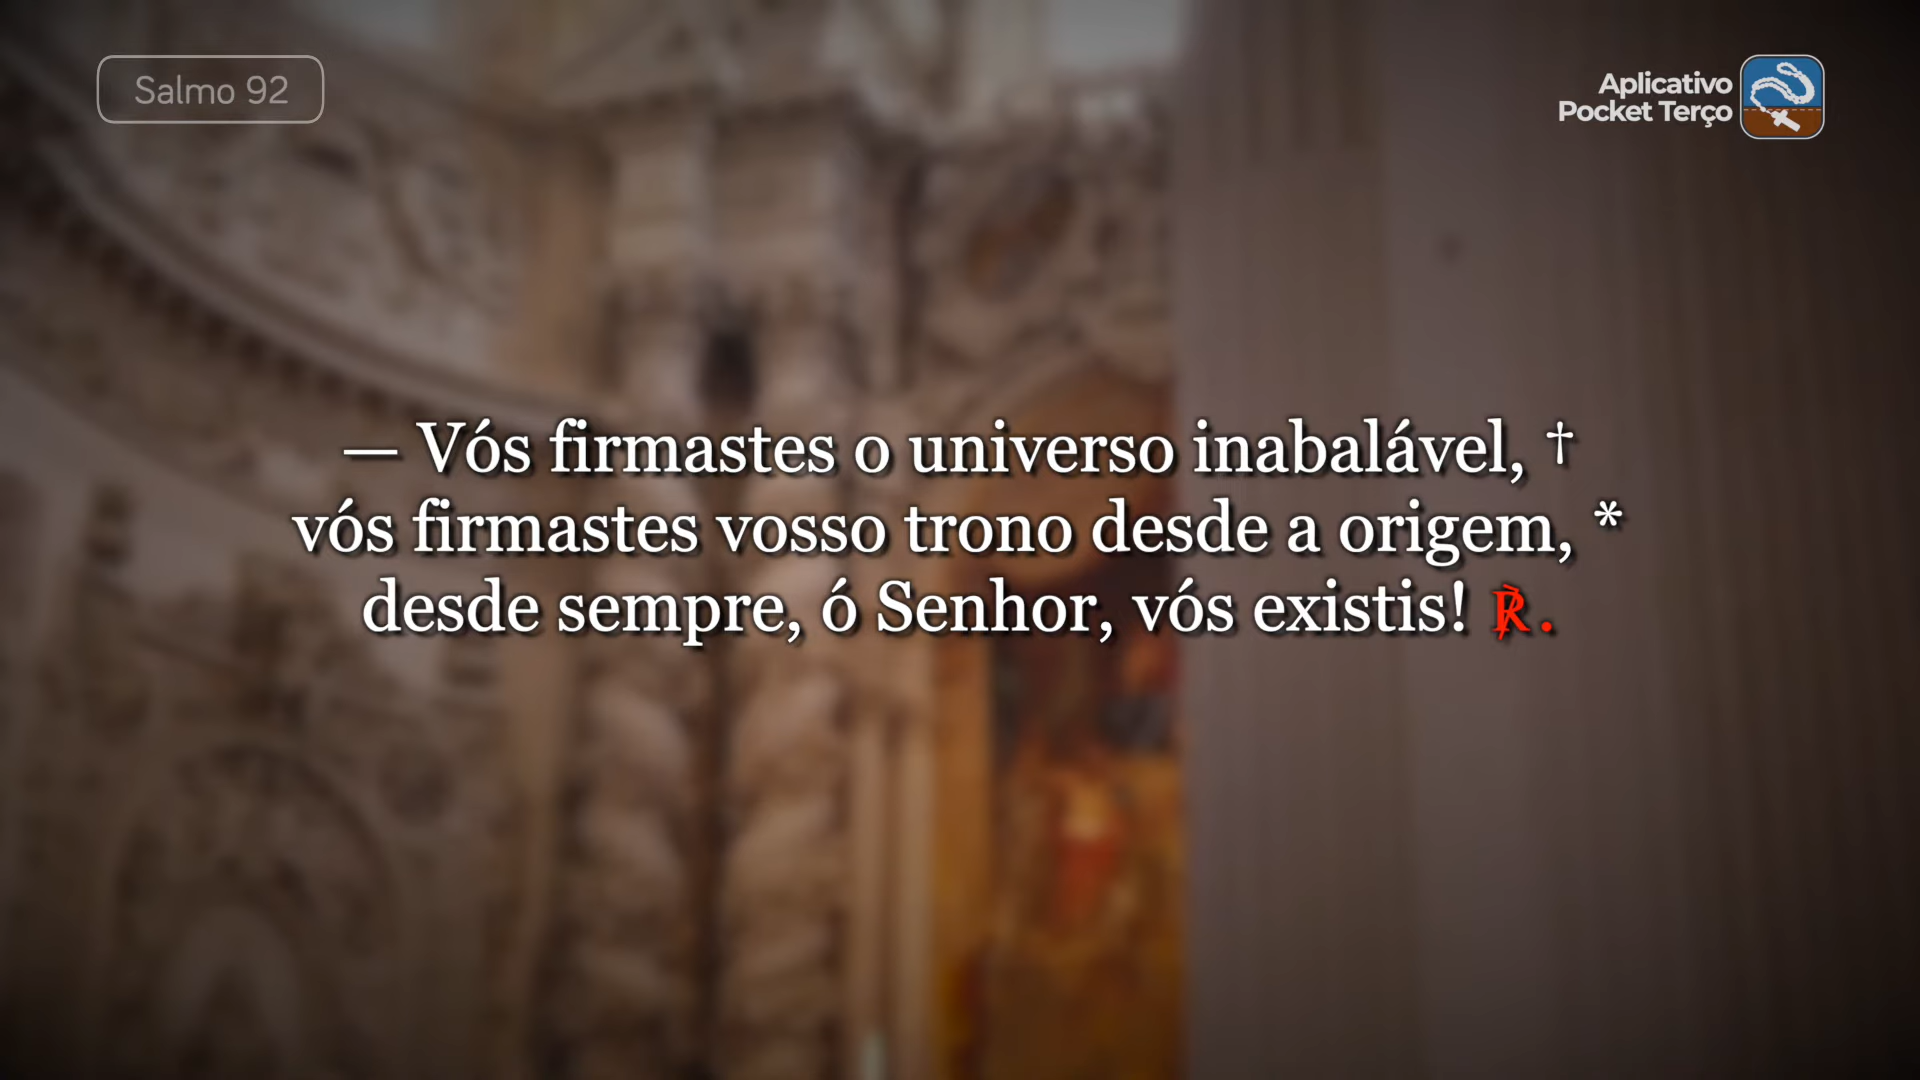 Salmo 92
Aplicativo
Pocket Terço
— Vós firmastes o universo inabalável, †
vós firmastes vosso trono desde a origem, *
desde sempre, ó Senhor, vós existis! ℟.